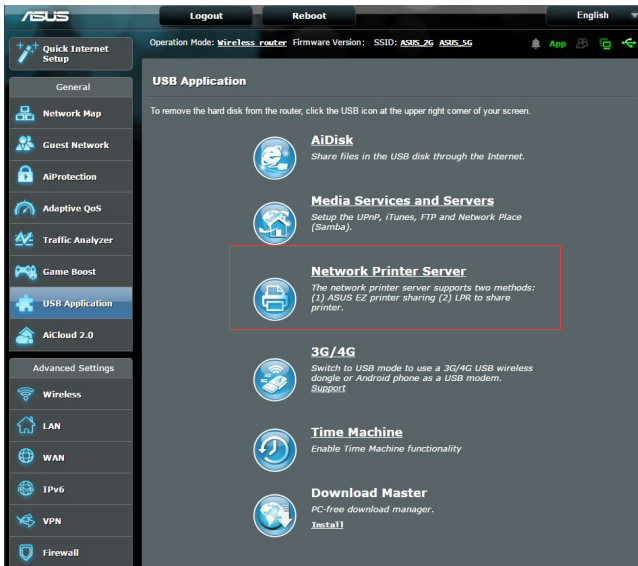 ASUS
Logout
Reboot
English
Quick Internet
Setup
Operation Mode: Wireless router Firmware Version: SSID: ASUS_2G ASUS_5G
App
General
Network Map
Guest Network
AiProtection
Adaptive QoS
Traffic Analyzer
Game Boost
USB Application
AiCloud 2.0
Advanced Settings
Wireless
LAN
WAN
IPv6
VPN
Firewall
USB Application
To remove the hard disk from the router, click the USB icon at the upper right corner of your screen.
AiDisk
Share files in the USB disk through the Internet.
Media Services and Servers
Setup the UPnP, iTunes, FTP and Network Place
(Samba).
Network Printer Server
The network printer server supports two methods:
(1) ASUS EZ printer sharing (2) LPR to share
printer.
3G/4G
Switch to USB mode to use a 3G/4G USB wireless
dongle or Android phone as a USB modem.
Support
Time Machine
Enable Time Machine functionality
Download Master
PC-free download manager.
Install